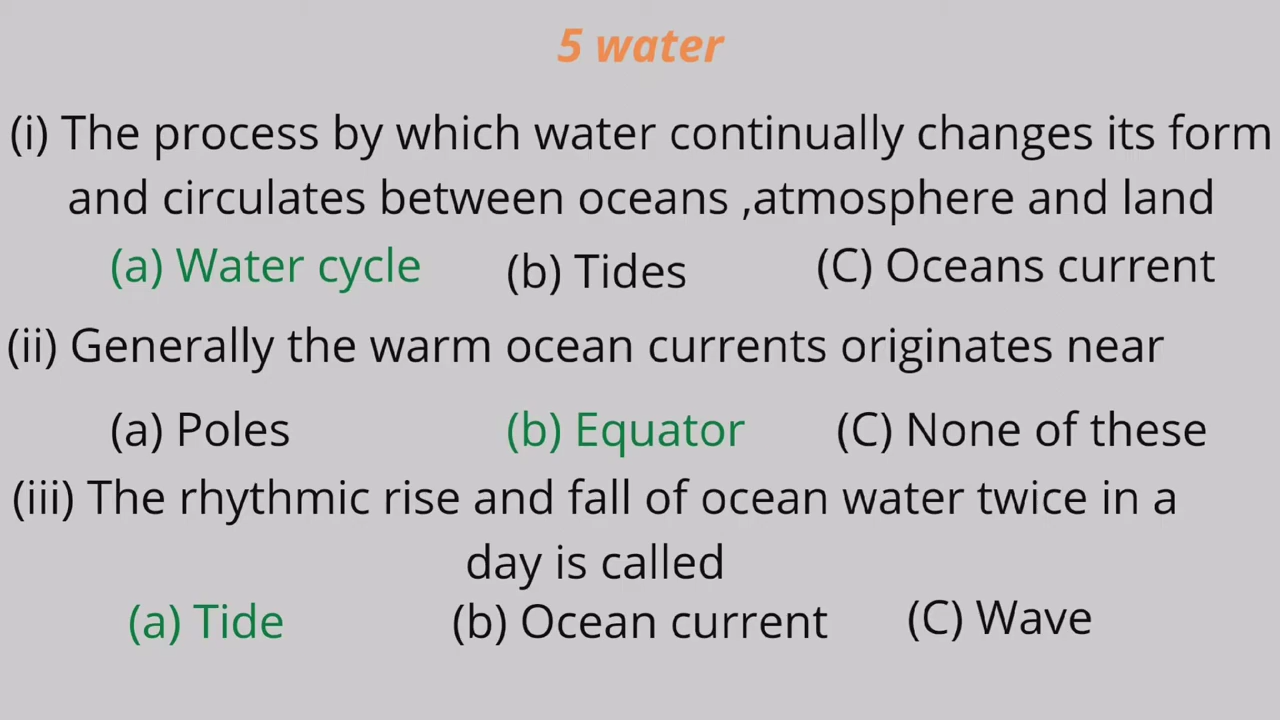 5 water
(i) The process by which water continually changes its form
and circulates between oceans ,atmosphere and land
(a) Water cycle (b) Tides (C) Oceans current
(ii) Generally the warm ocean currents originates near
(a) Poles (b) Equator (C) None of these
(iii) The rhythmic rise and fall of ocean water twice in a
day is called
(a) Tide (b) Ocean current (C) Wave